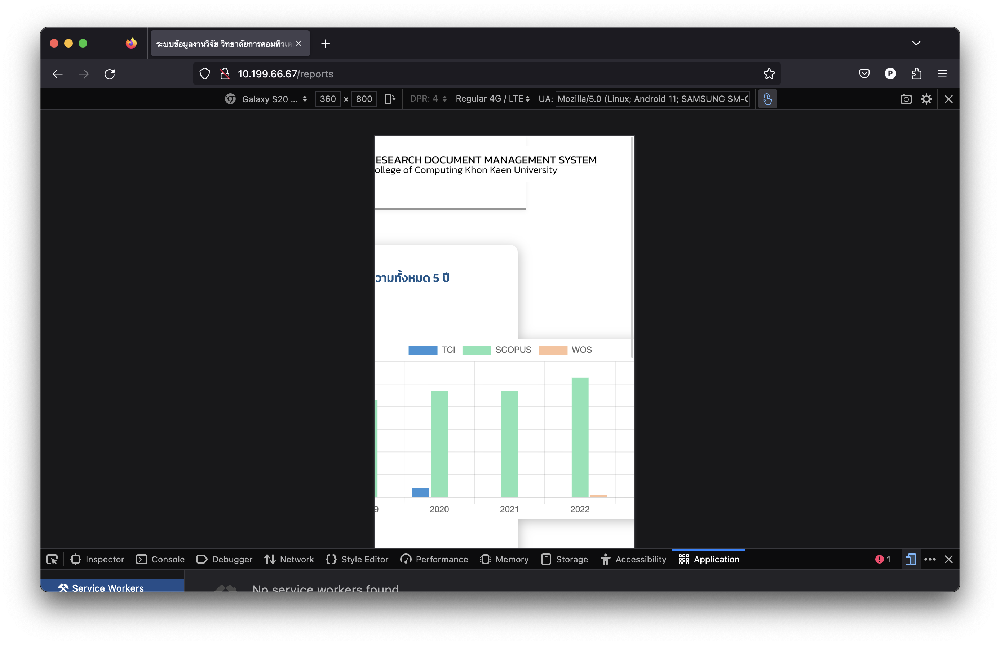 ระบบข้อมูลงานวิจัย วิทยาลัยการคอมพิวเต
10.199.66.67/reports
Galaxy S20 ... 360 × 800 DPR: 4 Regular 4G / LTE UA: Mozilla/5.0 (Linux; Android 11; SAMSUNG SM-G
P
ESEARCH DOCUMENT MANAGEMENT SYSTEM
ollege of Computing Khon Kaen University
วามทั้งหมด 5 ปี
TCI SCOPUS WOS
9 2020 2021 2022
Inspector Console Debugger Network Style Editor Performance Memory Storage Accessibility Application 1
Service Workers No service workers found